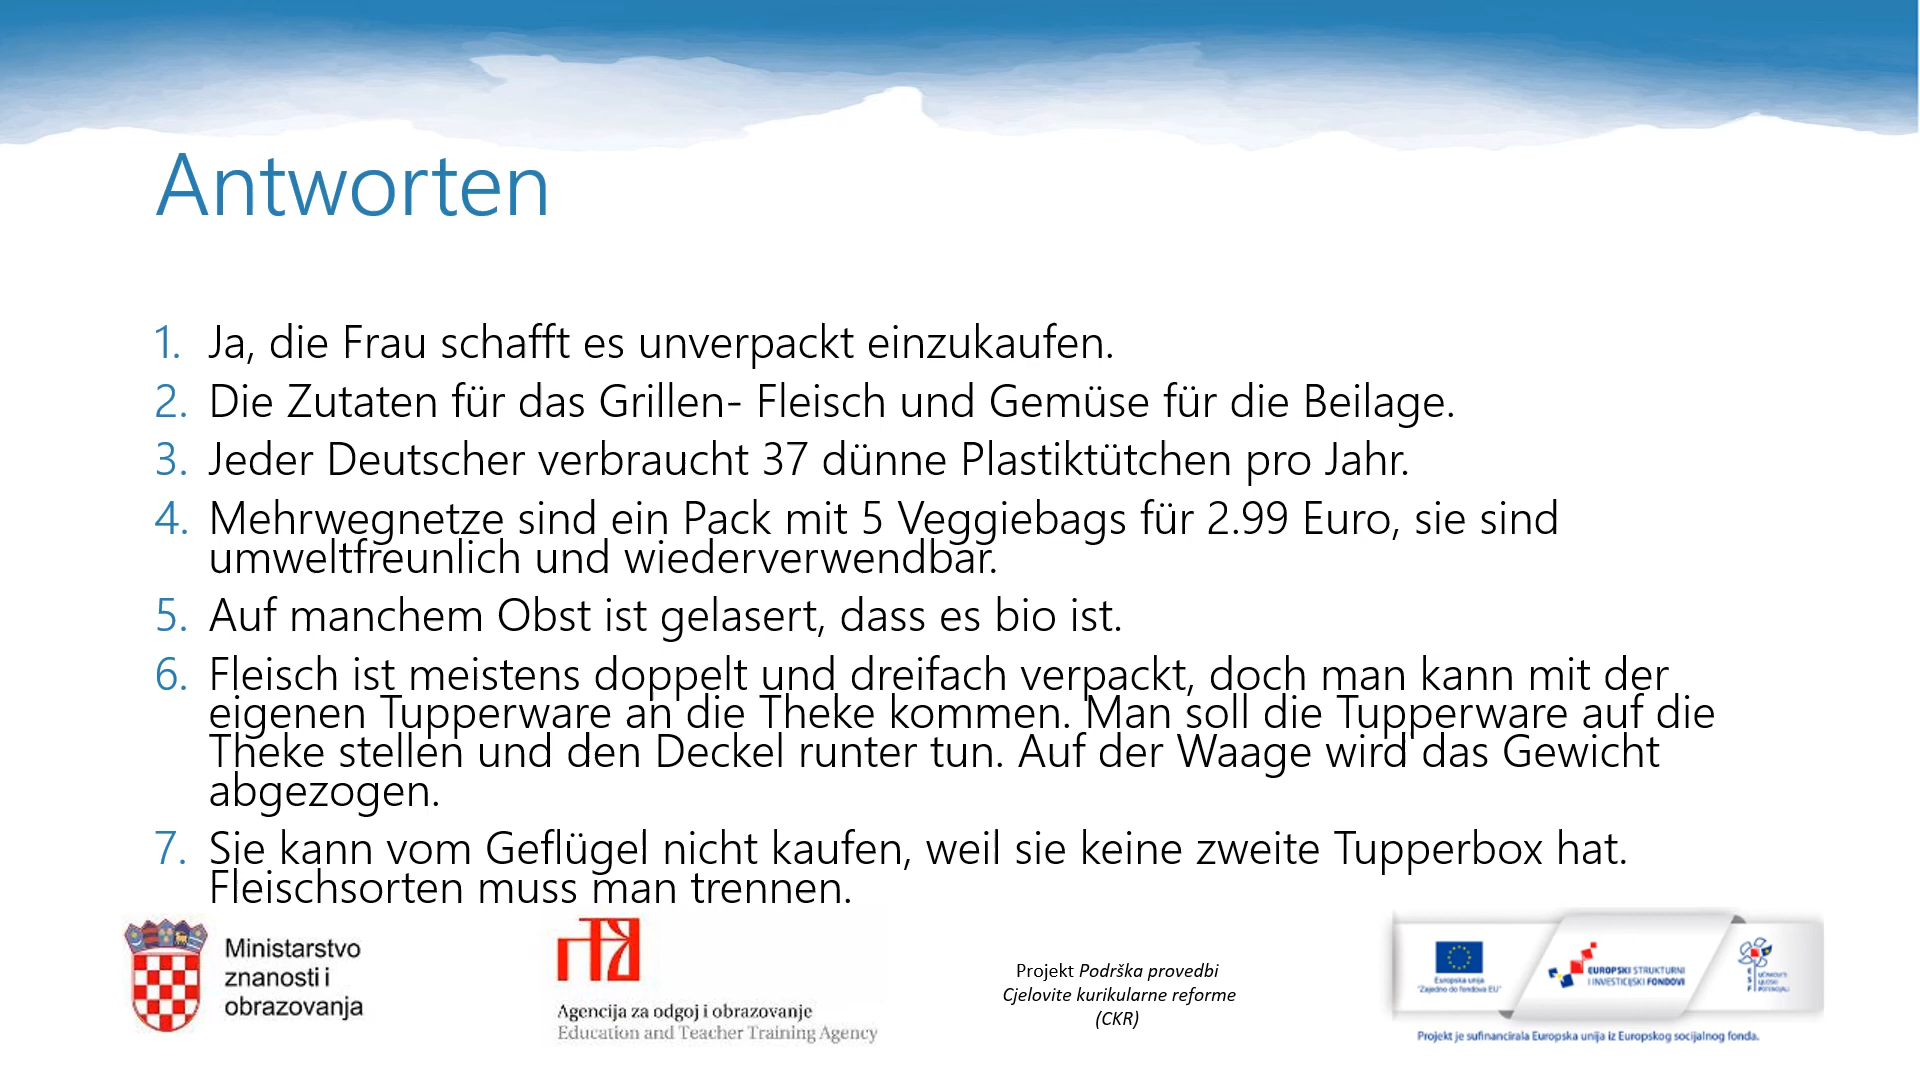 Antworten
1. Ja, die Frau schafft es unverpackt einzukaufen.
2. Die Zutaten für das Grillen- Fleisch und Gemüse für die Beilage.
3. Jeder Deutscher verbraucht 37 dünne Plastiktütchen pro Jahr.
4. Mehrwegnetze sind ein Pack mit 5 Veggiebags für 2.99 Euro, sie sind
umweltfreunlich und wiederverwendbar.
5. Auf manchem Obst ist gelasert, dass es bio ist.
6. Fleisch ist meistens doppelt und dreifach verpackt, doch man kann mit der
eigenen Tupperware an die Theke kommen. Man soll die Tupperware auf die
Theke stellen und den Deckel runter tun. Auf der Waage wird das Gewicht
abgezogen.
7. Sie kann vom Geflügel nicht kaufen, weil sie keine zweite Tupperbox hat.
Fleischsorten muss man trennen.
Ministarstvo
znanosti i
obrazovanja
Agencija za odgoj i obrazovanje
Education and Teacher Training Agency
Projekt Podrška provedbi
Cjelovite kurikularne reforme
(CKR)
Europska unija
"Zajedno do fondova EU"
EUROPSKI STRUKTURNI
I INVESTICIJSKI FONDOVI
Projekt je sufinancirala Europska unija iz Europskog socijalnog fonda.